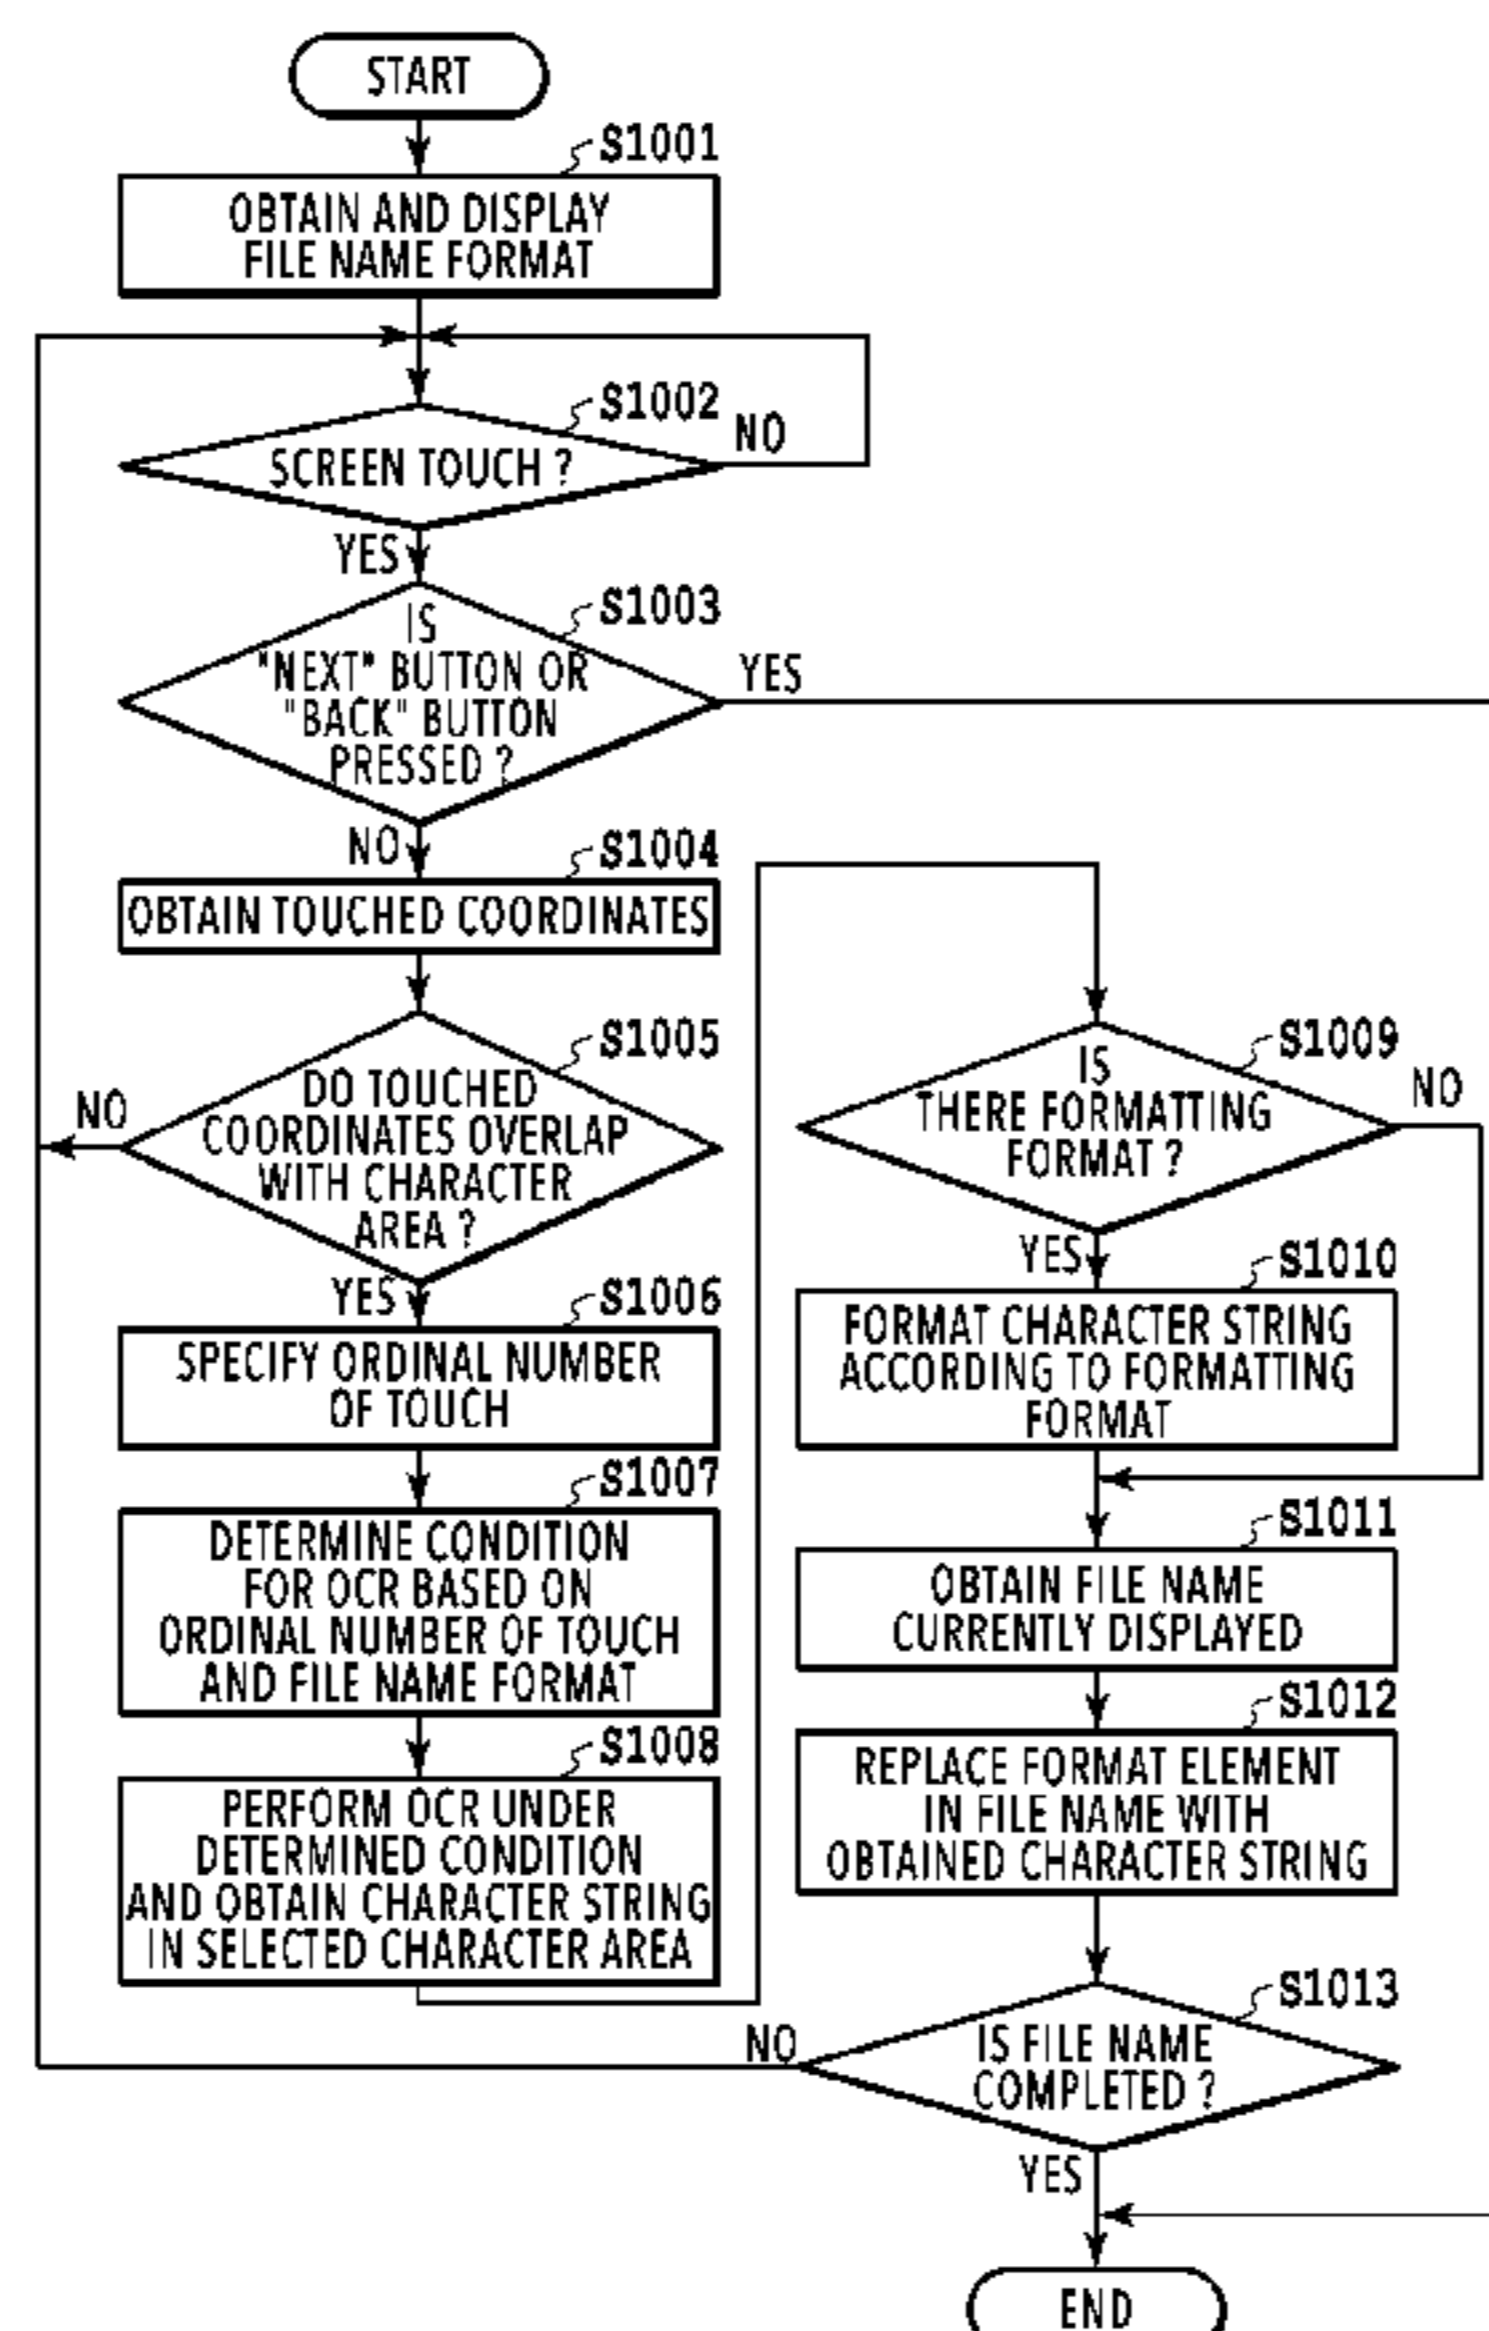 START
S1001
OBTAIN AND DISPLAY
FILE NAME FORMAT
S1002
SCREEN TOUCH ?
NO
YES
S1003
IS
"NEXT" BUTTON OR
"BACK" BUTTON
PRESSED ?
YES
NO
S1004
OBTAIN TOUCHED COORDINATES
S1005
DO TOUCHED
COORDINATES OVERLAP
WITH CHARACTER
AREA ?
NO
YES
S1006
SPECIFY ORDINAL NUMBER
OF TOUCH
S1007
DETERMINE CONDITION
FOR OCR BASED ON
ORDINAL NUMBER OF TOUCH
AND FILE NAME FORMAT
S1008
PERFORM OCR UNDER
DETERMINED CONDITION
AND OBTAIN CHARACTER STRING
IN SELECTED CHARACTER AREA
S1009
IS
THERE FORMATTING
FORMAT ?
NO
YES
S1010
FORMAT CHARACTER STRING
ACCORDING TO FORMATTING
FORMAT
S1011
OBTAIN FILE NAME
CURRENTLY DISPLAYED
S1012
REPLACE FORMAT ELEMENT
IN FILE NAME WITH
OBTAINED CHARACTER STRING
S1013
IS FILE NAME
COMPLETED ?
NO
YES
END